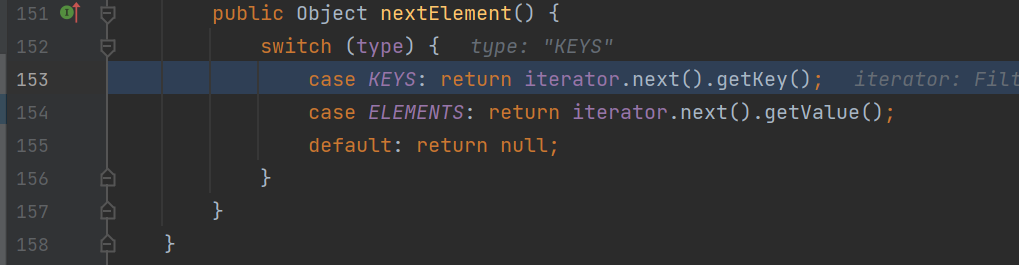 151 public Object nextElement() {
152 switch (type) { type: "KEYS"
153 case KEYS: return iterator.next().getKey(); iterator: Filt
154 case ELEMENTS: return iterator.next().getValue();
155 default: return null;
156 }
157 }
158 }